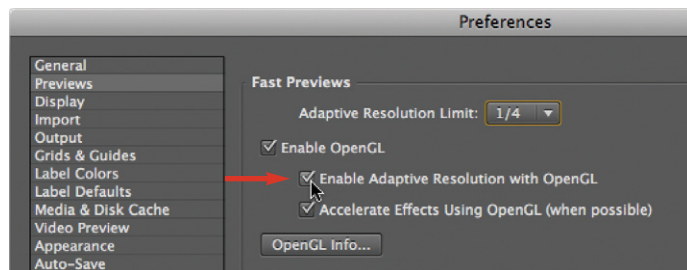 Preferences
General
Previews
Display
Import
Output
Grids & Guides
Label Colors
Label Defaults
Media & Disk Cache
Video Preview
Appearance
Auto-Save
Fast Previews
Adaptive Resolution Limit: 1/4
Enable OpenGL
Enable Adaptive Resolution with OpenGL
Accelerate Effects Using OpenGL (when possible)
OpenGL Info...